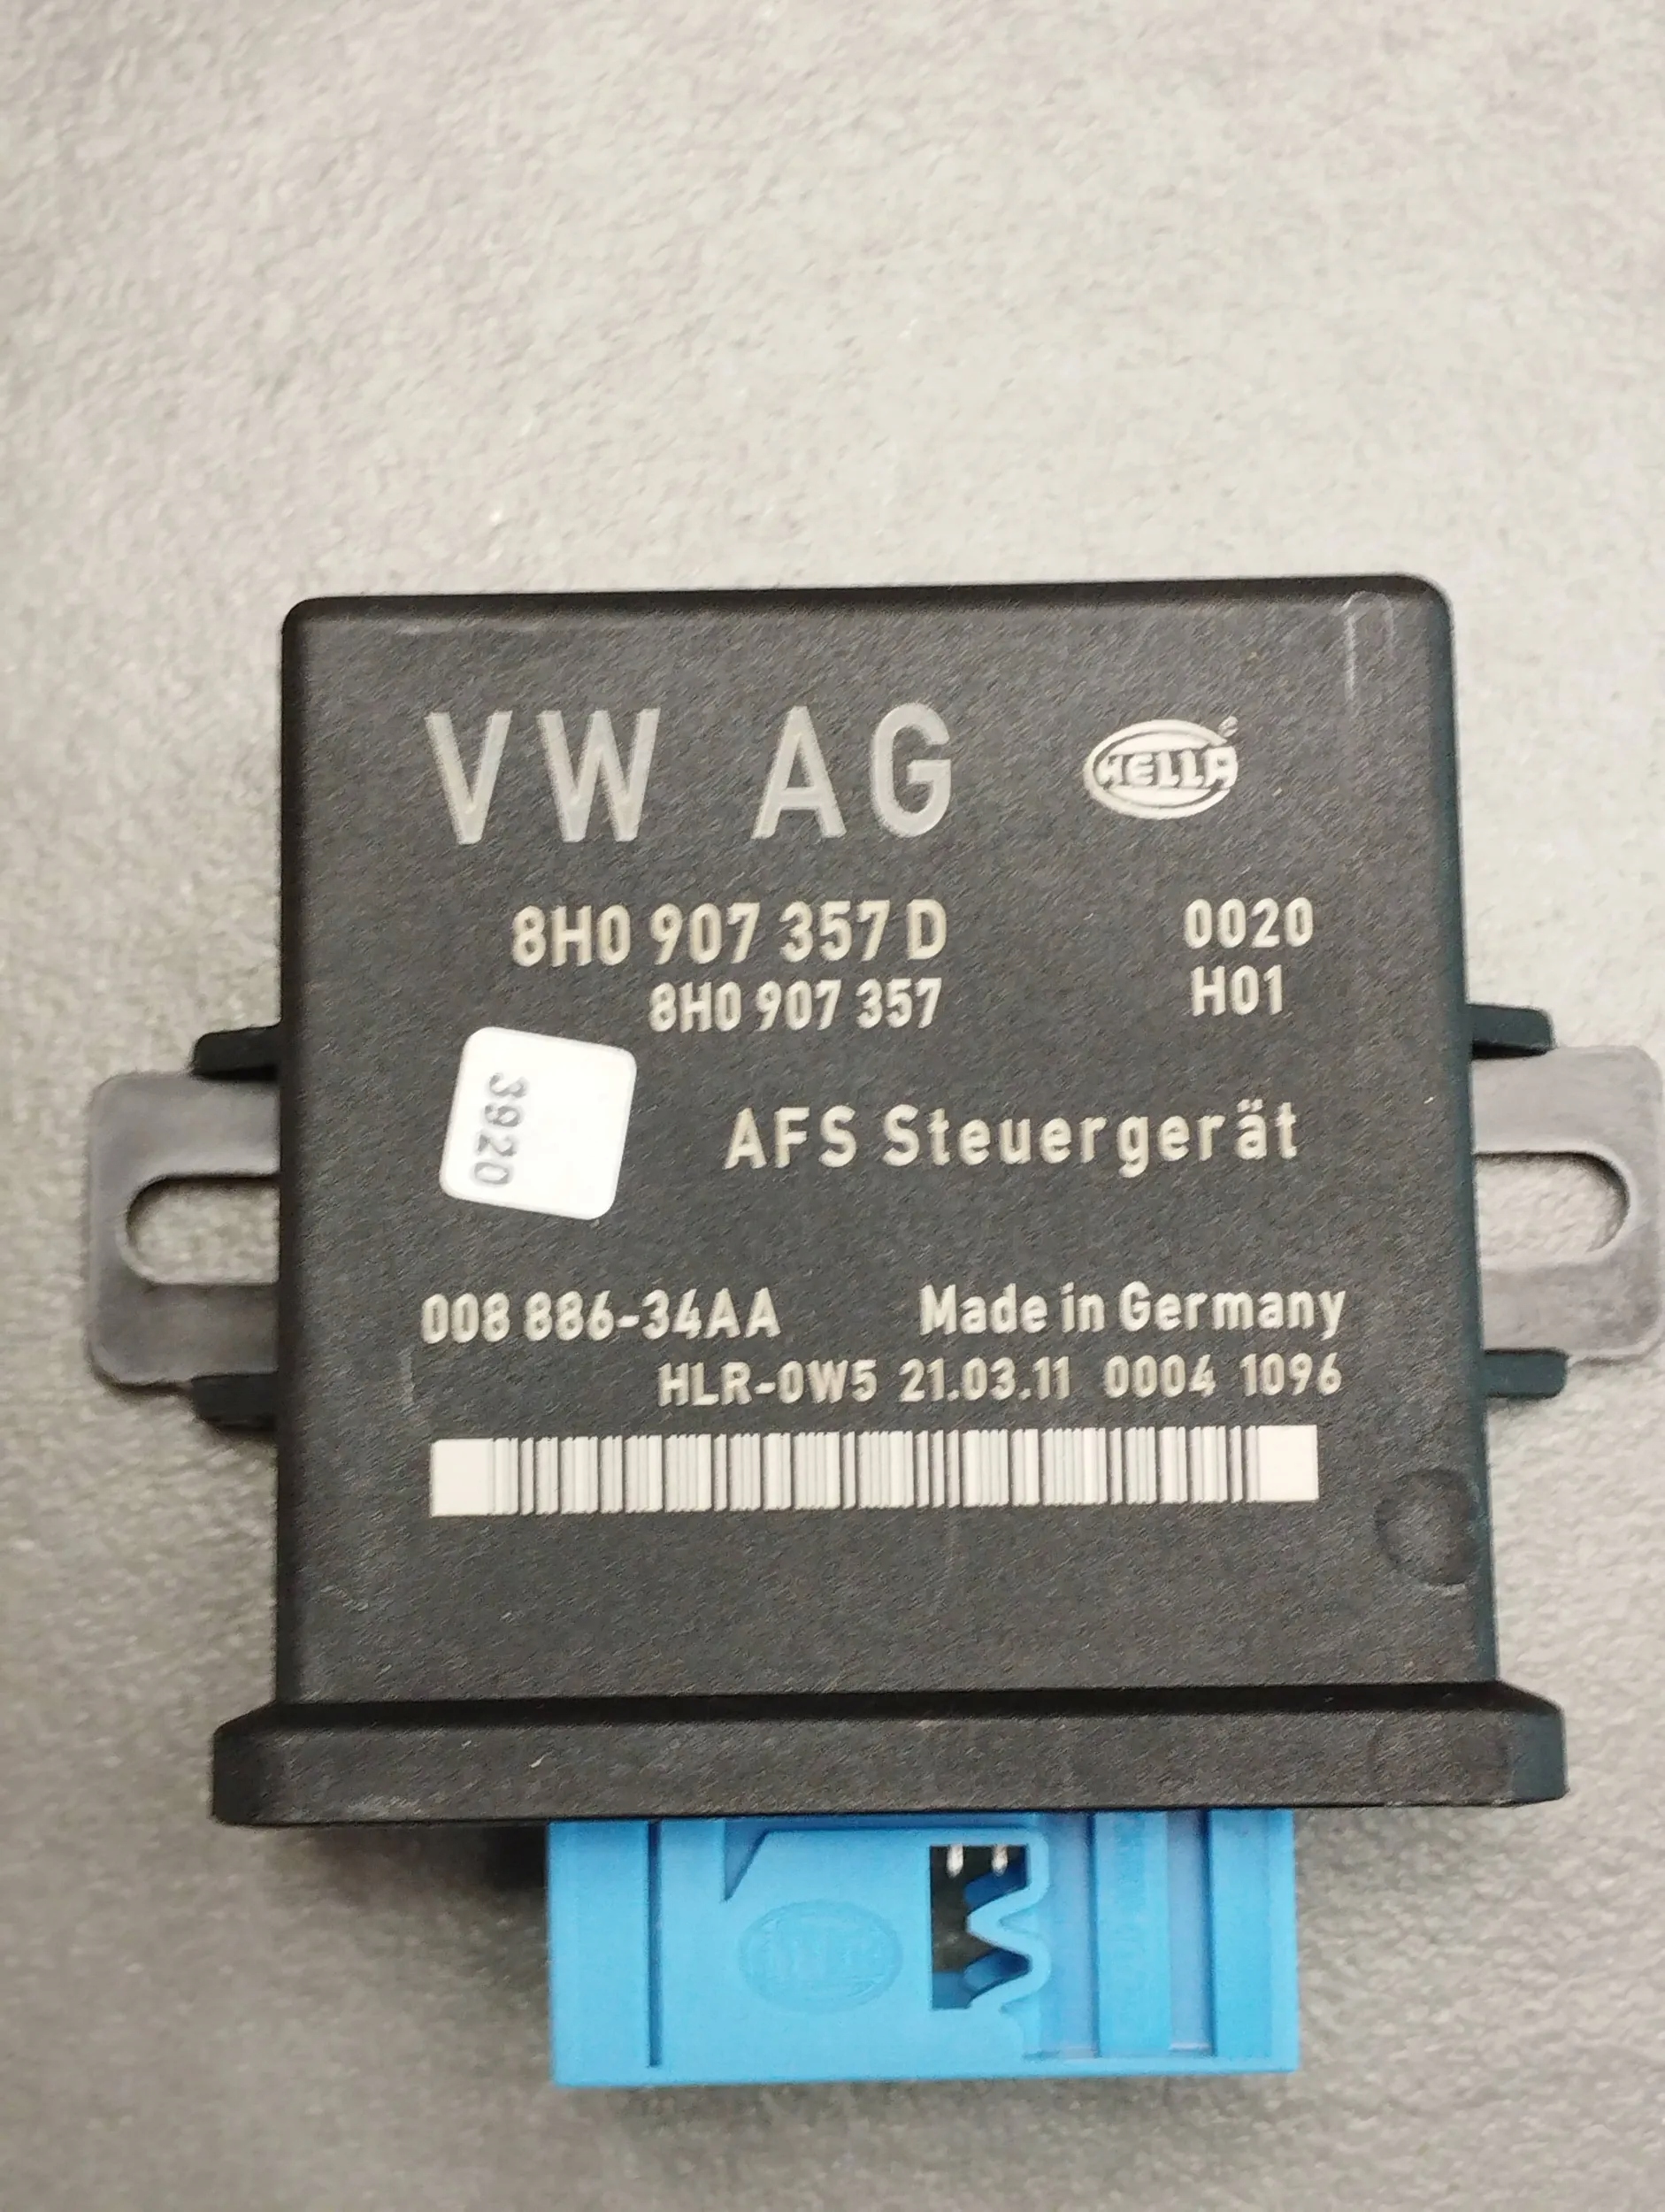 VW AG HELLA
8H0 907 357 D 0020
8H0 907 357 H01
3920
AFS Steuergerät
008 886-34AA Made in Germany
HLR-0W5 21.03.11 0004 1096